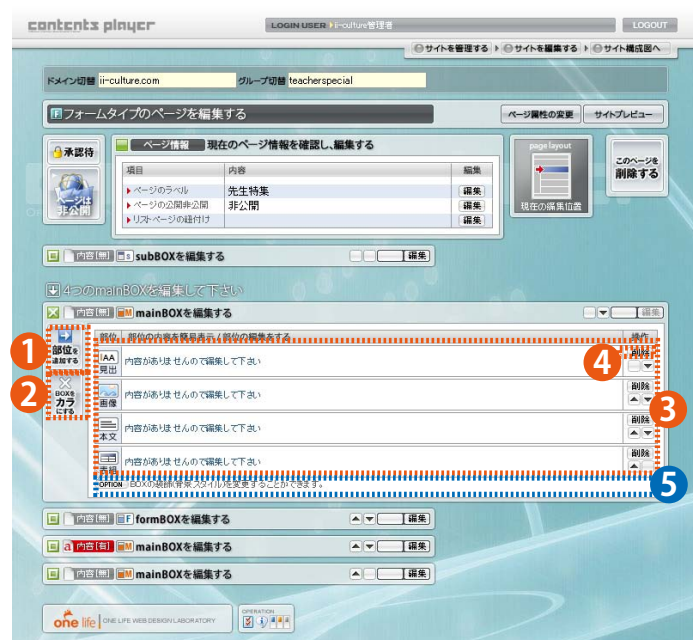 contents player
LOGIN USER ii-culture管理者
LOGOUT
サイトを管理する サイトを編集する サイト構成図へ
ドメイン切替 ii-culture.com グループ切替 teacherspecial
F フォームタイプのページを編集する
ページ属性の変更 サイトプレビュー
承認待
ページは
非公開
ページ情報 現在のページ情報を確認し、編集する
項目 内容 編集
ページのラベル 先生特集 編集
ページの公開非公開 非公開 編集
リストページの紐付け 編集
page layout
現在の編集位置
このページを
削除する
内容[無] S subBOXを編集する 編集
4つのmainBOXを編集して下さい
内容[無] M mainBOXを編集する 編集
1
部位を
追加する
2
BOXを
カラ
にする
部位 部位の内容を簡易表示 / 部位の編集をする 操作
AA
見出 内容がありませんので編集して下さい 4 削除
画像 内容がありませんので編集して下さい 削除
3
本文 内容がありませんので編集して下さい 削除
表組 内容がありませんので編集して下さい 削除
OPTION : BOXの装飾(背景スタイル)を変更することができます。 5
内容[無] F formBOXを編集する 編集
a 内容[有] M mainBOXを編集する 編集
内容[無] M mainBOXを編集する 編集
one life ONE LIFE WEB DESIGN LABORATORY
OPERATION